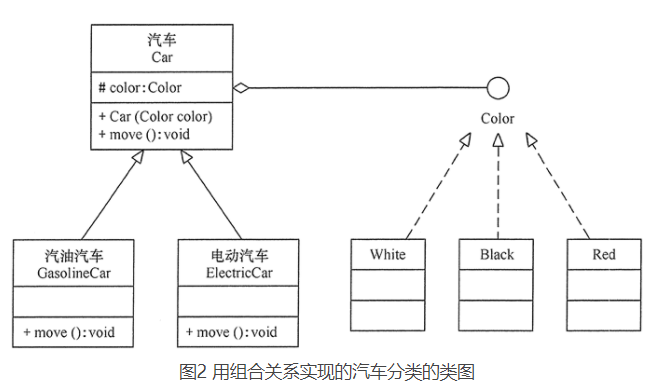 汽车
Car
# color:Color
+ Car (Color color)
+ move ():void
Color
汽油汽车
GasolineCar
+ move ():void
电动汽车
ElectricCar
+ move ():void
White
Black
Red
图2 用组合关系实现的汽车分类的类图